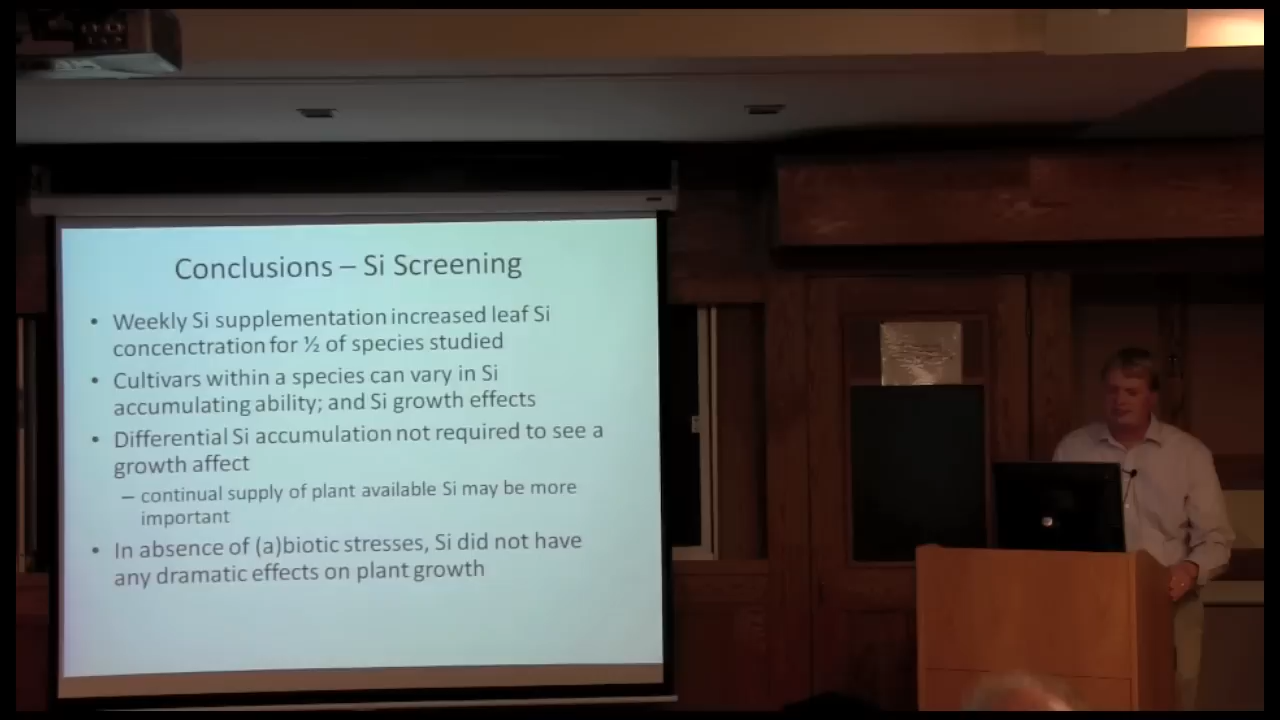 Conclusions – Si Screening
• Weekly Si supplementation increased leaf Si
concenctration for ½ of species studied
• Cultivars within a species can vary in Si
accumulating ability; and Si growth effects
• Differential Si accumulation not required to see a
growth affect
– continual supply of plant available Si may be more
important
• In absence of (a)biotic stresses, Si did not have
any dramatic effects on plant growth